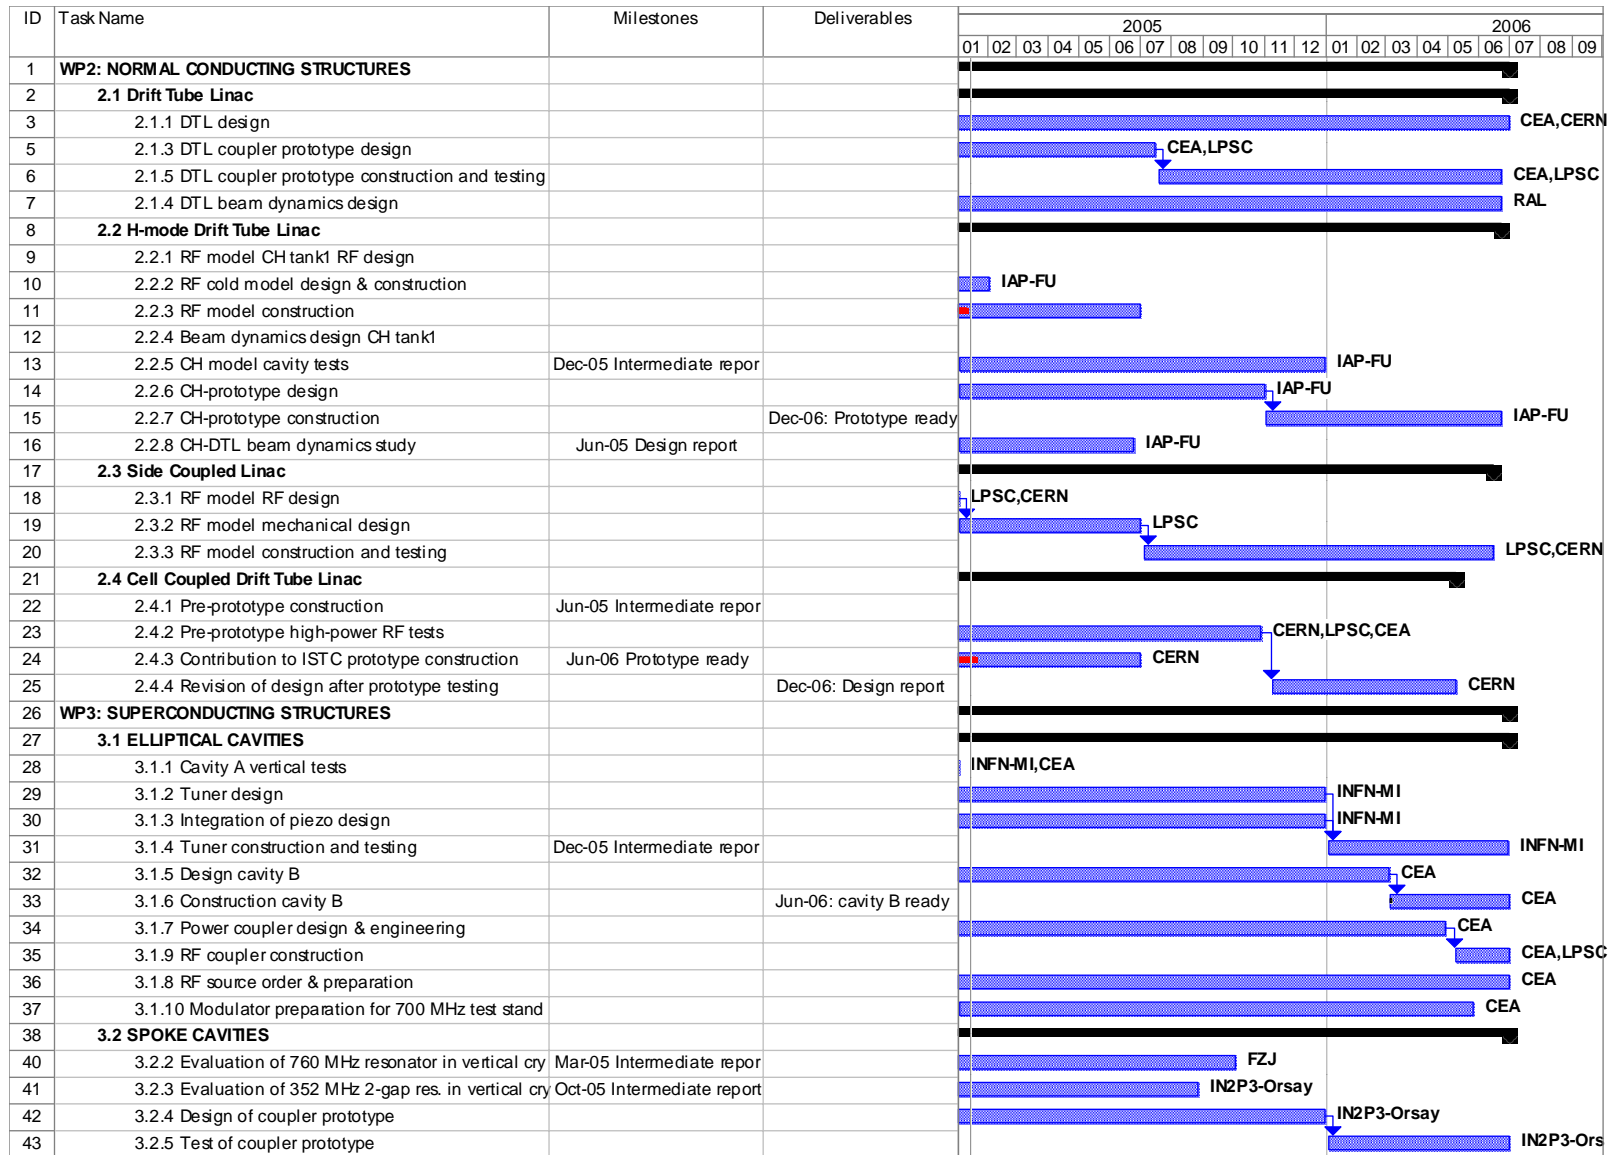 ID Task Name Milestones Deliverables 2005 2006
01 02 03 04 05 06 07 08 09 10 11 12 01 02 03 04 05 06 07 08 09
1 WP2: NORMAL CONDUCTING STRUCTURES
2 2.1 Drift Tube Linac
3 2.1.1 DTL design CEA,CERN
5 2.1.3 DTL coupler prototype design CEA,LPSC
6 2.1.5 DTL coupler prototype construction and testing CEA,LPSC
7 2.1.4 DTL beam dynamics design RAL
8 2.2 H-mode Drift Tube Linac
9 2.2.1 RF model CH tank1 RF design
10 2.2.2 RF cold model design & construction IAP-FU
11 2.2.3 RF model construction
12 2.2.4 Beam dynamics design CH tank1
13 2.2.5 CH model cavity tests Dec-05 Intermediate repor IAP-FU
14 2.2.6 CH-prototype design IAP-FU
15 2.2.7 CH-prototype construction Dec-06: Prototype ready IAP-FU
16 2.2.8 CH-DTL beam dynamics study Jun-05 Design report IAP-FU
17 2.3 Side Coupled Linac
18 2.3.1 RF model RF design LPSC,CERN
19 2.3.2 RF model mechanical design LPSC
20 2.3.3 RF model construction and testing LPSC,CERN
21 2.4 Cell Coupled Drift Tube Linac
22 2.4.1 Pre-prototype construction Jun-05 Intermediate repor
23 2.4.2 Pre-prototype high-power RF tests CERN,LPSC,CEA
24 2.4.3 Contribution to ISTC prototype construction Jun-06 Prototype ready CERN
25 2.4.4 Revision of design after prototype testing Dec-06: Design report CERN
26 WP3: SUPERCONDUCTING STRUCTURES
27 3.1 ELLIPTICAL CAVITIES
28 3.1.1 Cavity A vertical tests INFN-MI,CEA
29 3.1.2 Tuner design INFN-MI
30 3.1.3 Integration of piezo design INFN-MI
31 3.1.4 Tuner construction and testing Dec-05 Intermediate repor INFN-MI
32 3.1.5 Design cavity B CEA
33 3.1.6 Construction cavity B Jun-06: cavity B ready CEA
34 3.1.7 Power coupler design & engineering CEA
35 3.1.9 RF coupler construction CEA,LPSC
36 3.1.8 RF source order & preparation CEA
37 3.1.10 Modulator preparation for 700 MHz test stand CEA
38 3.2 SPOKE CAVITIES
40 3.2.2 Evaluation of 760 MHz resonator in vertical cry Mar-05 Intermediate repor FZJ
41 3.2.3 Evaluation of 352 MHz 2-gap res. in vertical cry Oct-05 Intermediate report IN2P3-Orsay
42 3.2.4 Design of coupler prototype IN2P3-Orsay
43 3.2.5 Test of coupler prototype IN2P3-Ors